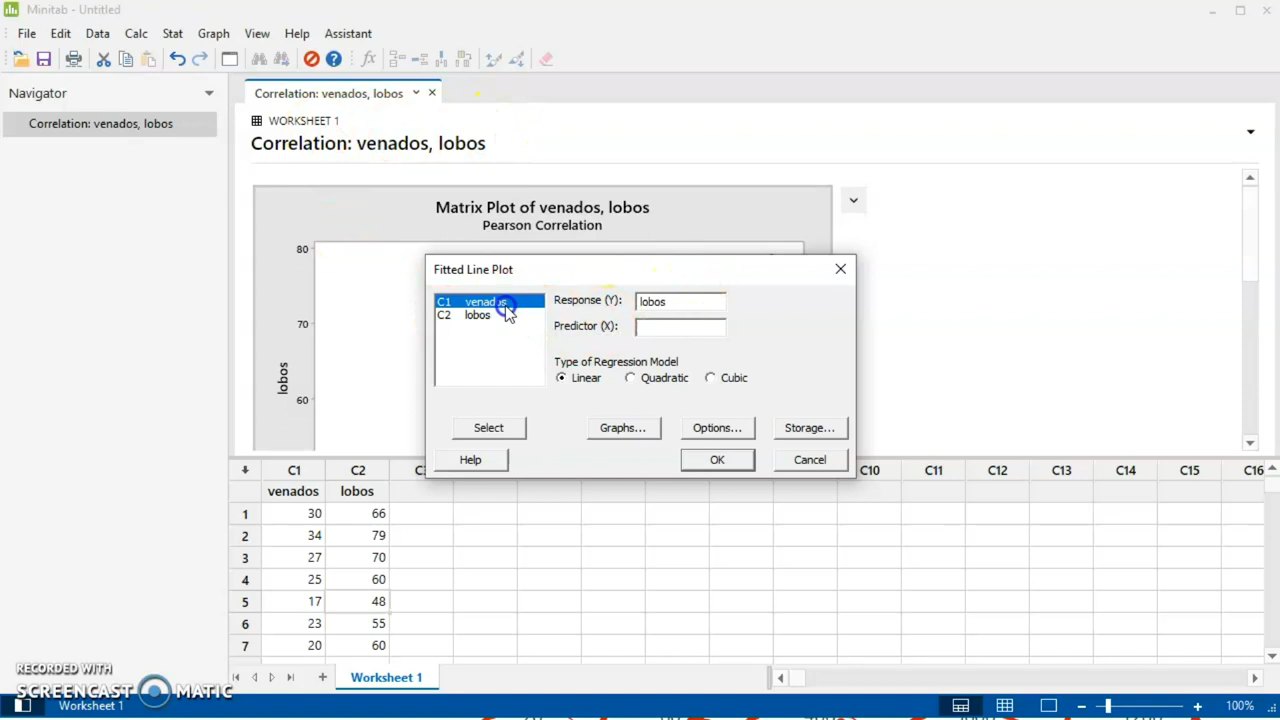 Minitab - Untitled
File Edit Data Calc Stat Graph View Help Assistant
Navigator
Correlation: venados, lobos
Correlation: venados, lobos
WORKSHEET 1
Correlation: venados, lobos
Matrix Plot of venados, lobos
Pearson Correlation
80
70
60
lobos
Fitted Line Plot
C1 venados
C2 lobos
Response (Y): lobos
Predictor (X):
Type of Regression Model
Linear Quadratic Cubic
Select Graphs... Options... Storage...
Help OK Cancel
C1 C2 C10 C11 C12 C13 C14 C15 C16
venados lobos
1 30 66
2 34 79
3 27 70
4 25 60
5 17 48
6 23 55
7 20 60
Worksheet 1
RECORDED WITH
SCREENCAST MATIC
Worksheet 1
100%